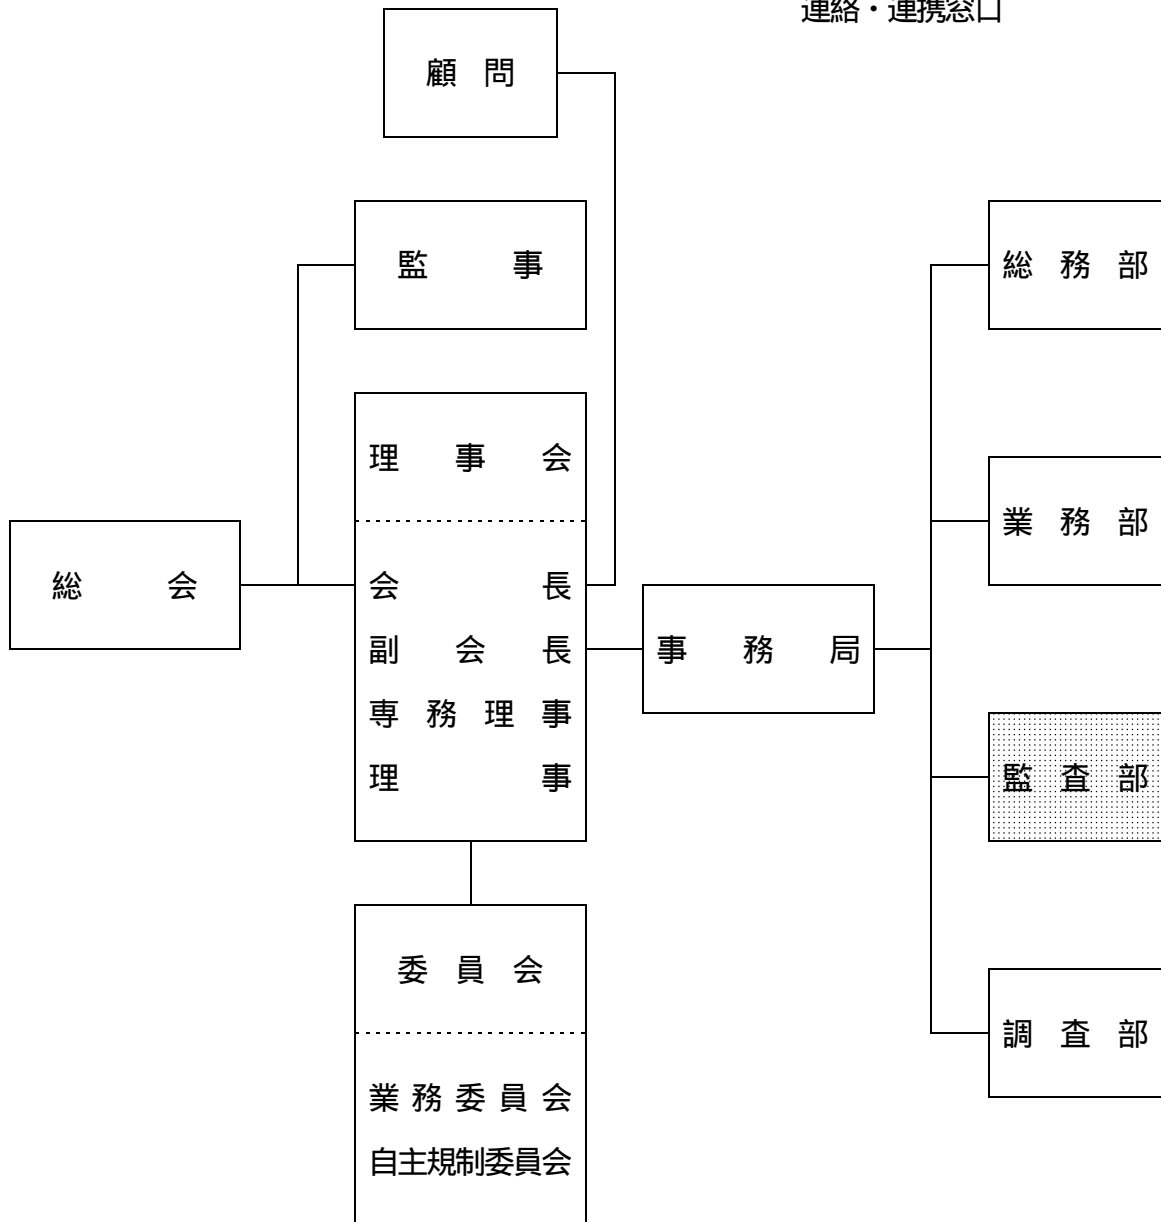 連絡・連携窓口
顧問
監事
総務部
理事会
業務部
総会
会長
副会長
事務局
専務理事
理事
監査部
委員会
調査部
業務委員会
自主規制委員会